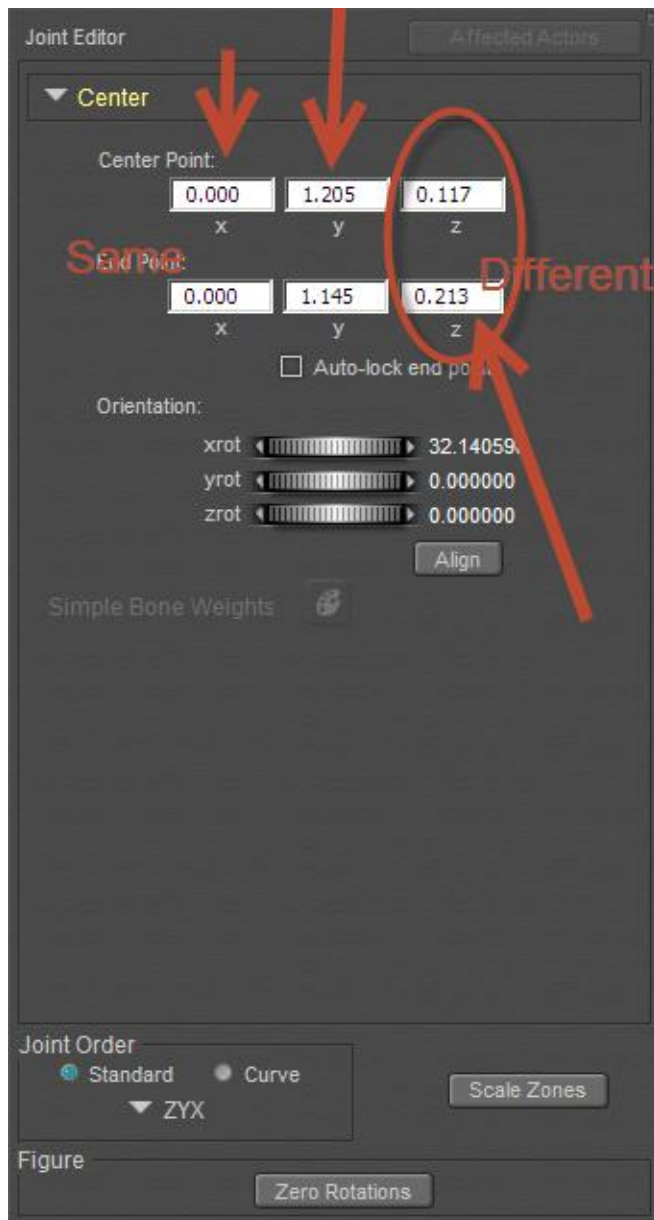 Joint Editor Affected Actors
Center
Center Point:
0.000 1.205 0.117
x y z
Same Different
End Point:
0.000 1.145 0.213
x y z
Auto-lock end points
Orientation:
xrot 32.14059
yrot 0.000000
zrot 0.000000
Align
Simple Bone Weights
Joint Order
Standard Curve
ZYX
Scale Zones
Figure
Zero Rotations